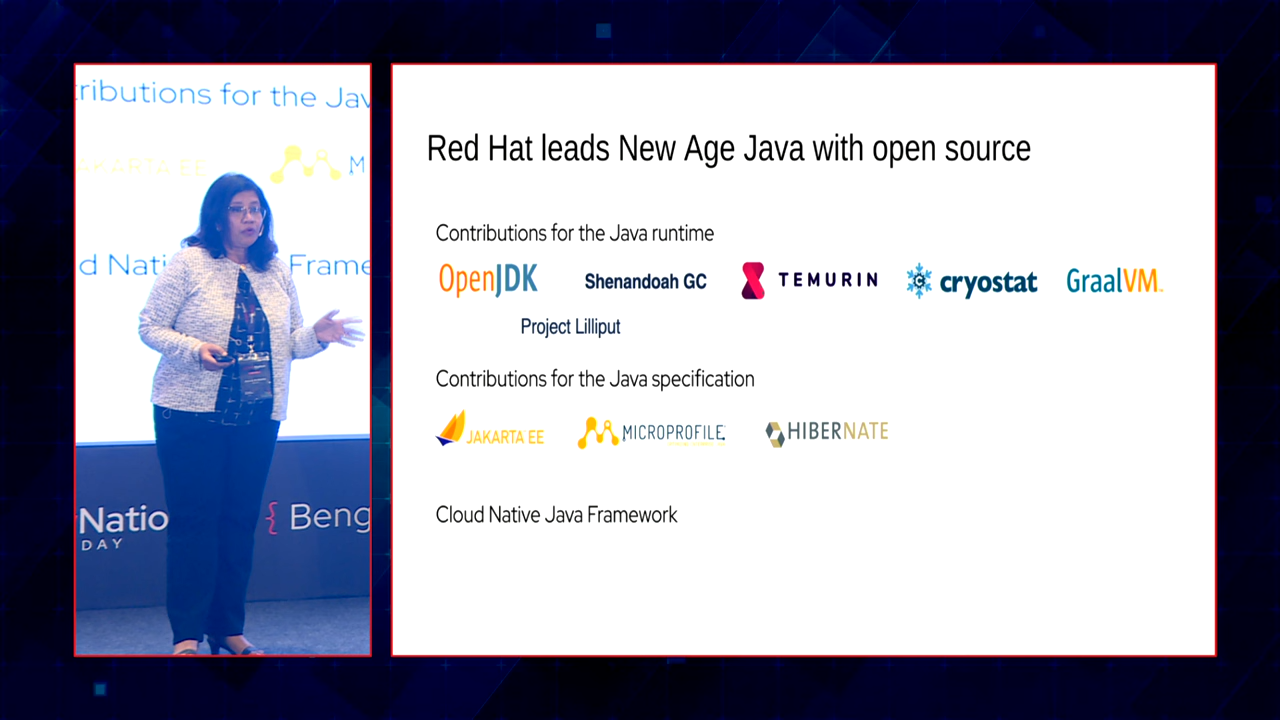 ributions for the Jav
JAKARTA EE
M
d Nati
Frame
Natio
DAY
{ Beng
Red Hat leads New Age Java with open source
Contributions for the Java runtime
OpenJDK Shenandoah GC TEMURIN cryostat GraalVM
Project Lilliput
Contributions for the Java specification
JAKARTA EE MICROPROFILE HIBERNATE
Cloud Native Java Framework